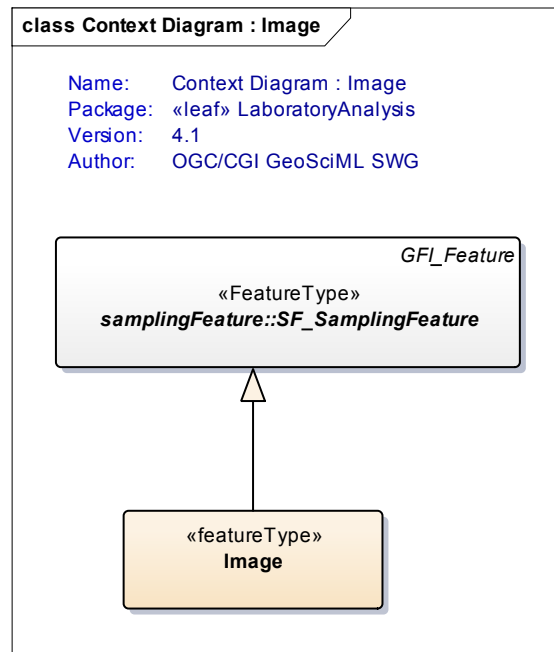 class Context Diagram : Image
Name: Context Diagram : Image
Package: «leaf» LaboratoryAnalysis
Version: 4.1
Author: OGC/CGI GeoSciML SWG
GFI_Feature
«FeatureType»
samplingFeature::SF_SamplingFeature
«featureType»
Image